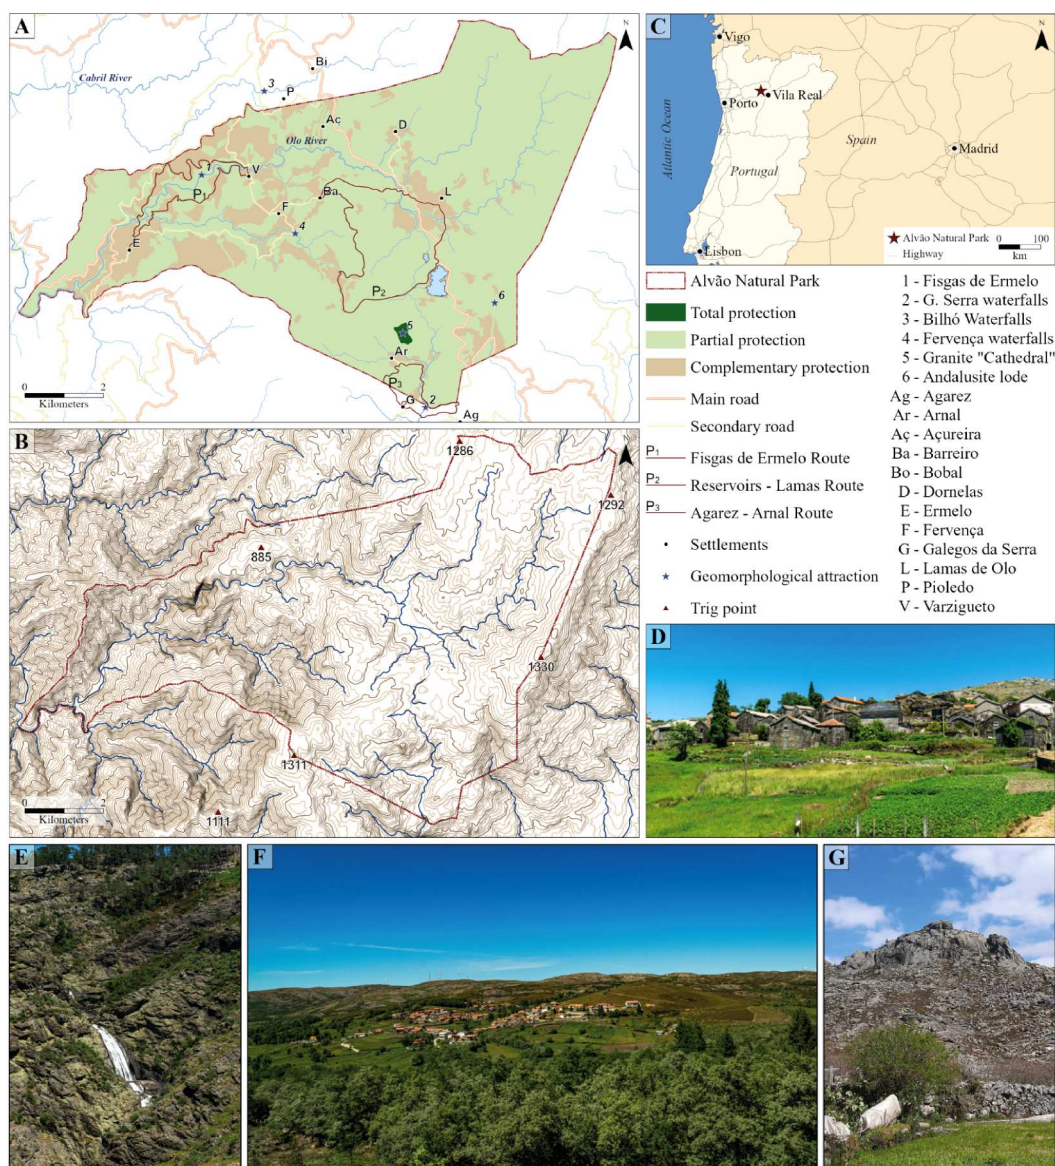 A
N
Bi
Cabril River
3
P
Aç
D
Olo River
1
V
P1
Ba
L
F
4
E
P2
6
5
Ar
P3
G
2
Ag
0 2
Kilometers
B
N
1286
1292
885
1330
1311
1111
0 2
Kilometers
C
N
Vigo
Porto
Vila Real
Atlantic Ocean
Spain
Madrid
Portugal
Lisbon
Alvão Natural Park
Highway
0 100
km
Alvão Natural Park
Total protection
Partial protection
Complementary protection
Main road
Secondary road
P1 Fisgas de Ermelo Route
P2 Reservoirs - Lamas Route
P3 Agarez - Arnal Route
Settlements
Geomorphological attraction
Trig point
1 - Fisgas de Ermelo
2 - G. Serra waterfalls
3 - Bilhó Waterfalls
4 - Fervença waterfalls
5 - Granite "Cathedral"
6 - Andalusite lode
Ag - Agarez
Ar - Arnal
Aç - Açureira
Ba - Barreiro
Bo - Bobal
D - Dornelas
E - Ermelo
F - Fervença
G - Galegos da Serra
L - Lamas de Olo
P - Pioledo
V - Varzigueto
D
E
F
G